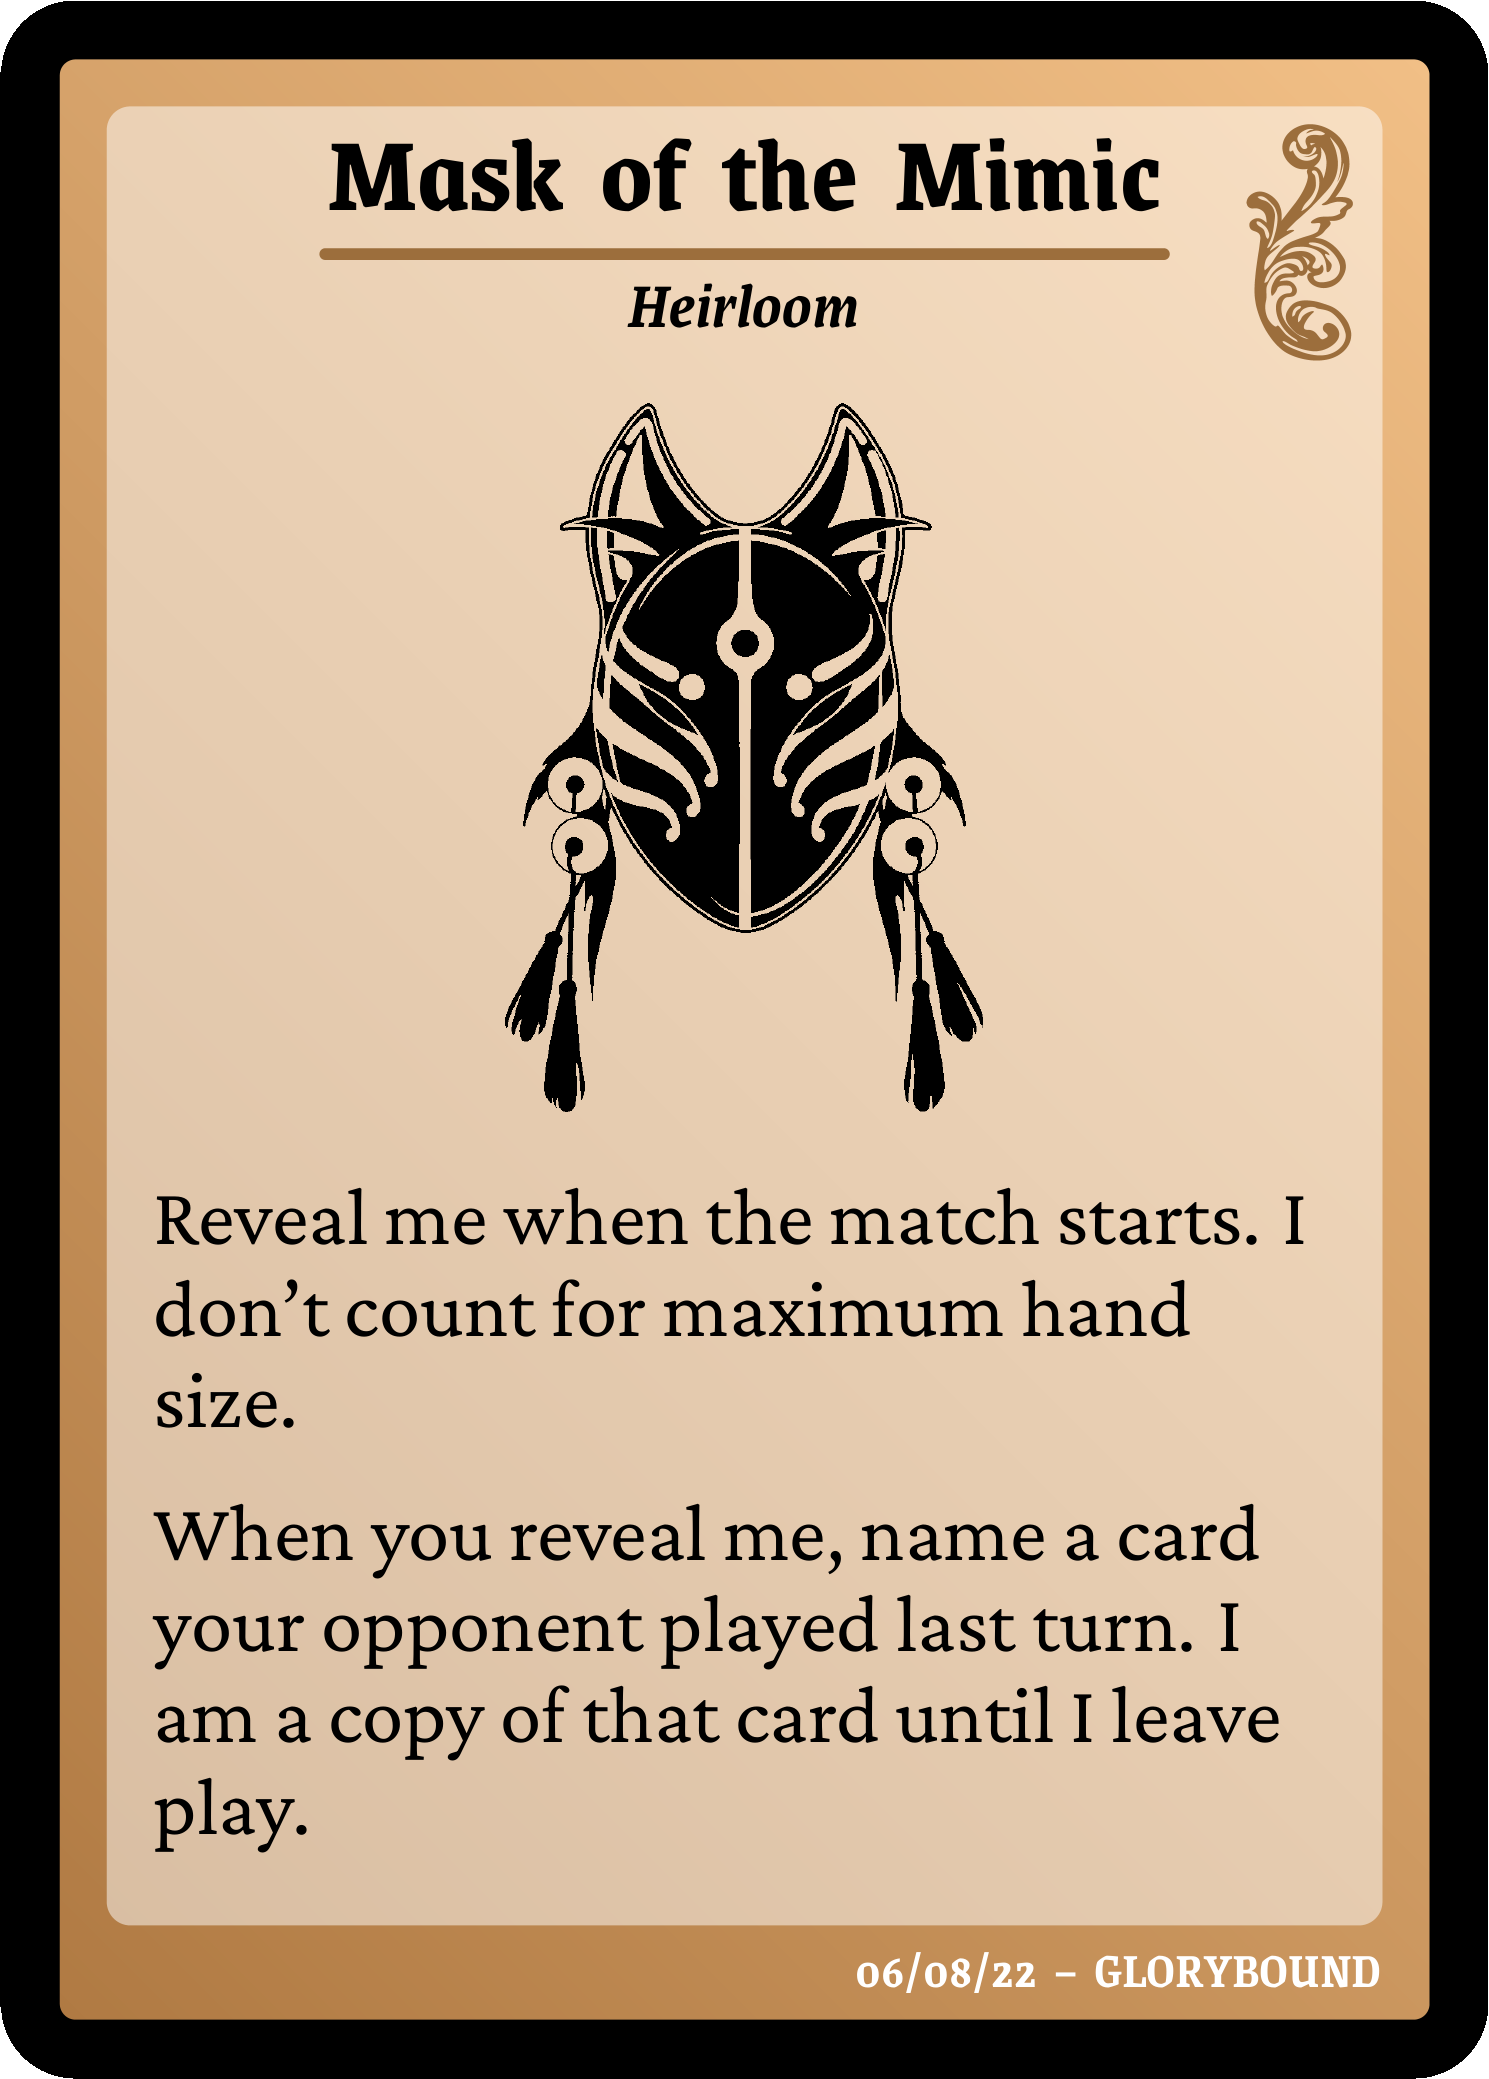 Mask of the Mimic
Heirloom
Reveal me when the match starts. I
don’t count for maximum hand
size.
When you reveal me, name a card
your opponent played last turn. I
am a copy of that card until I leave
play.
06/08/22 – GLORYBOUND